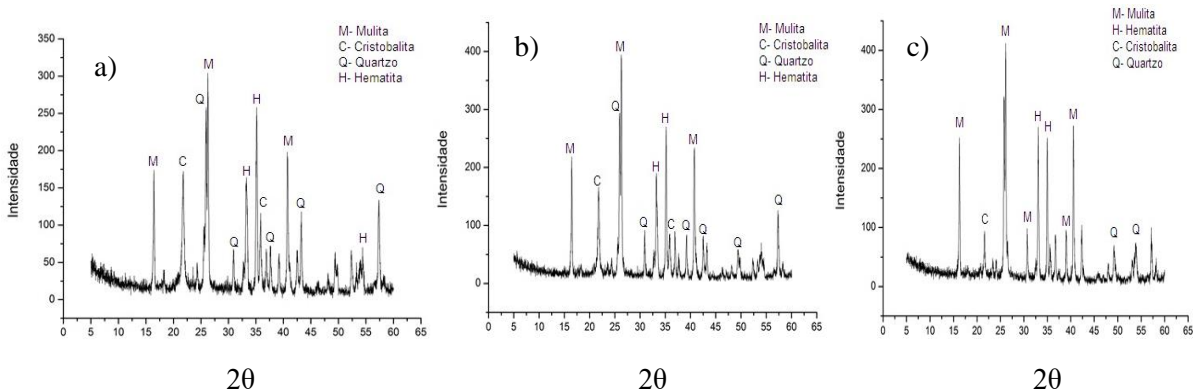 a)
M- Mulita
C- Cristobalita
Q- Quartzo
H- Hematita
Intensidade
350
300
250
200
150
100
50
0
M
C
Q
M
Q
H
H
C
Q
M
Q
H
Q
0 5 10 15 20 25 30 35 40 45 50 55 60 65
2θ
b)
M- Mulita
C- Cristobalita
Q- Quartzo
H- Hematita
Intensidade
400
300
200
100
0
M
C
Q
M
Q
H
H
C
Q
M
Q
Q
Q
0 5 10 15 20 25 30 35 40 45 50 55 60 65
2θ
c)
M - Mulita
H- Hematita
C- Cristobalita
Q- Quartzo
Intensidade
400
300
200
100
0
M
C
M
M
H
H
M
M
Q
Q
0 5 10 15 20 25 30 35 40 45 50 55 60 65
2θ